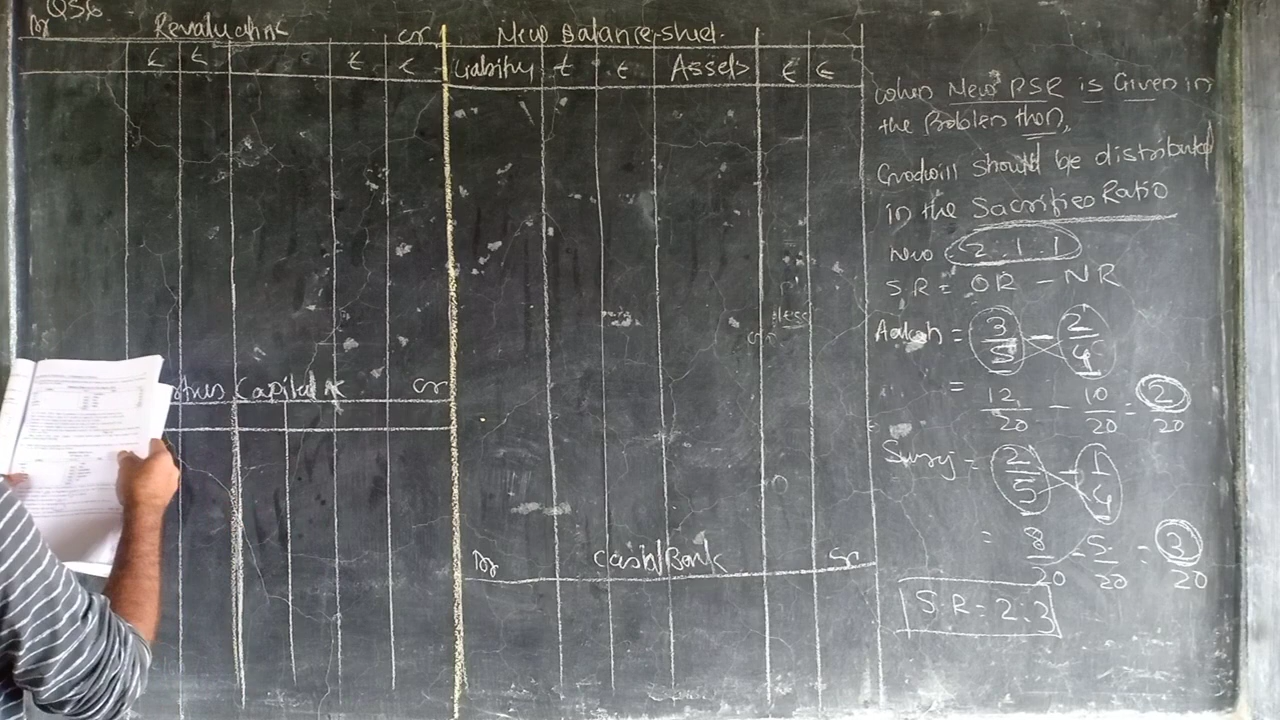 Q56
Dr Revaluation Cr
₹ ₹ ₹ ₹
Partners Capital A/c Cr
New Balance sheet.
Liability ₹ ₹ Assets ₹ ₹
less
Dr Cash/Bank Cr
When New PSR is Given in
the Problem then,
Goodwill should be distributed
in the Sacrifice Ratio
New 2:1:1
SR = OR - NR
Aakash = 3/5 - 2/4
= 12/20 - 10/20 = 2/20
Suraj = 2/5 - 1/4
= 8/20 - 5/20 = 3/20
S.R = 2:3